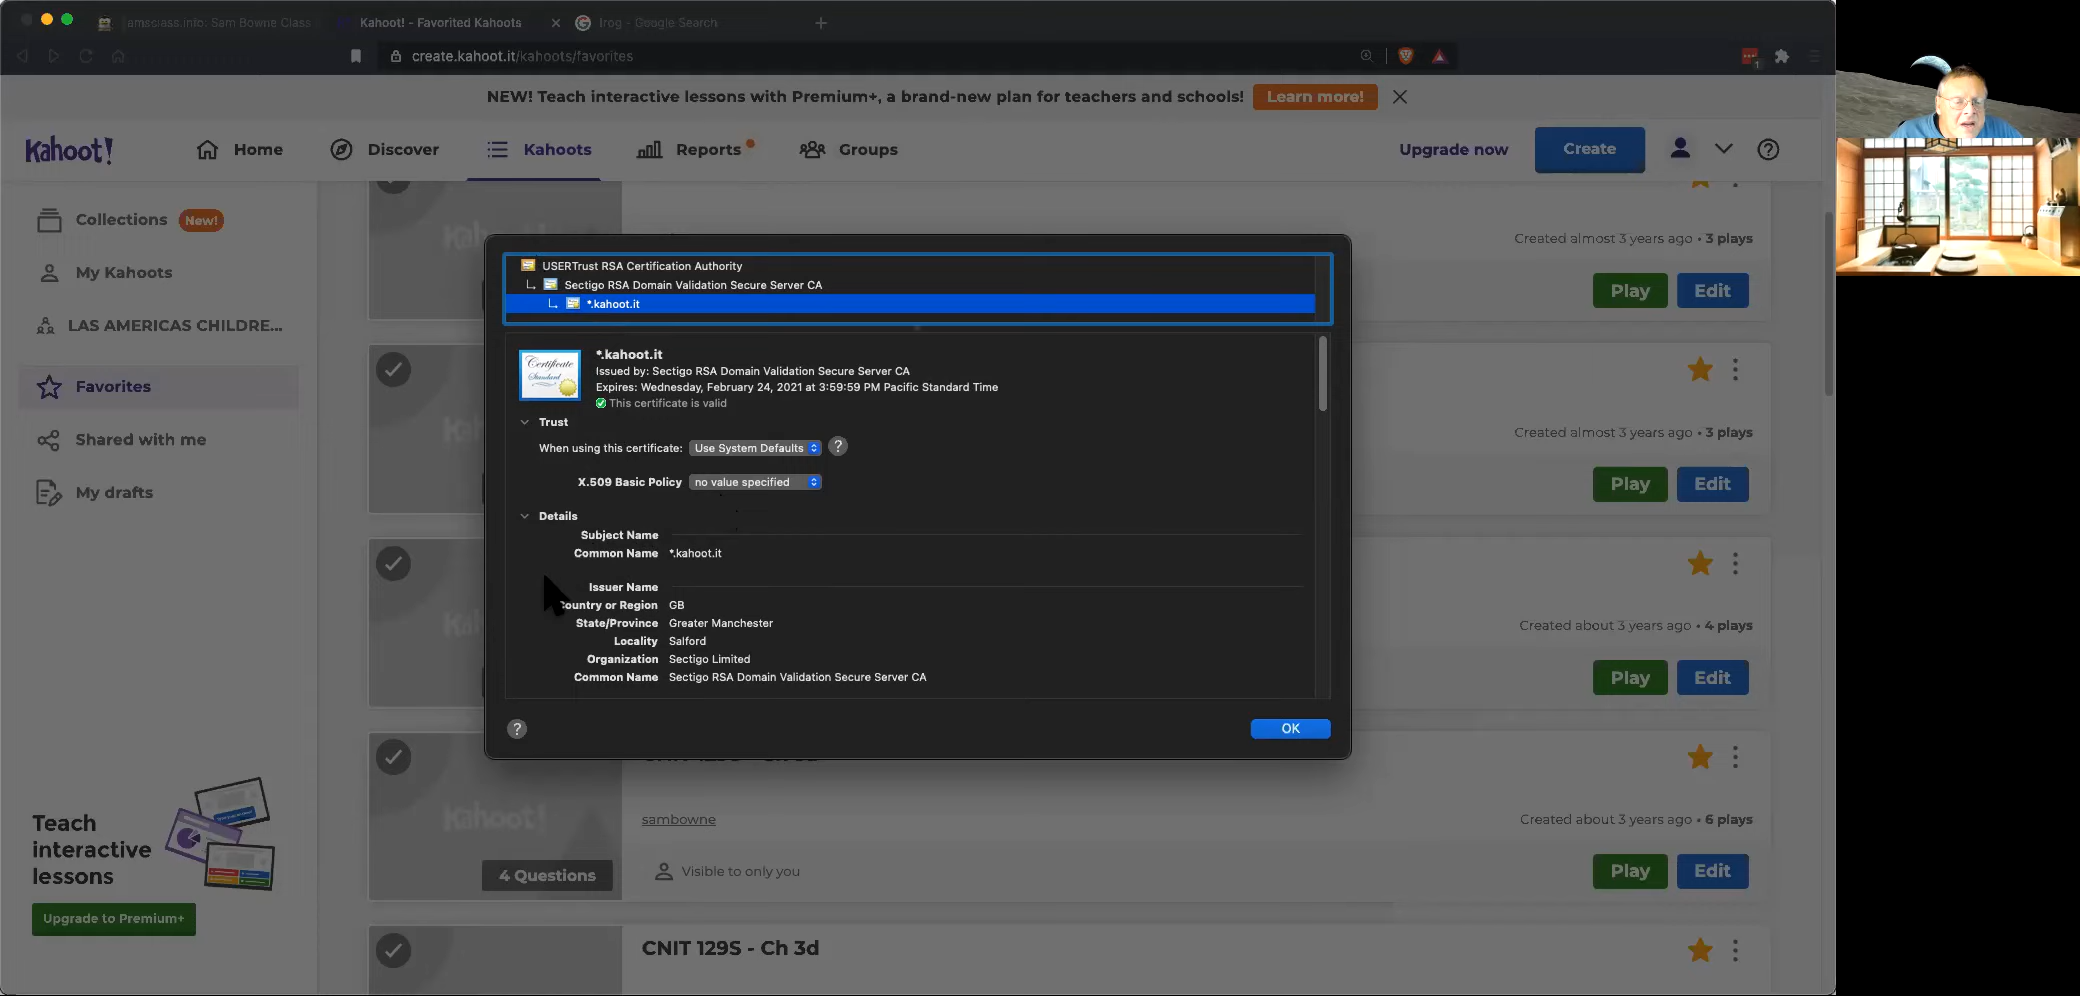 samsclass.info: Sam Bowne Class
Kahoot! - Favorited Kahoots
frog - Google Search
create.kahoot.it/kahoots/favorites
1
NEW! Teach interactive lessons with Premium+, a brand-new plan for teachers and schools!
Learn more!
Kahoot!
Home
Discover
Kahoots
Reports
Groups
Upgrade now
Create
Collections
New!
My Kahoots
LAS AMERICAS CHILDRE...
Favorites
Shared with me
My drafts
Teach
interactive
lessons
Upgrade to Premium+
Created almost 3 years ago • 3 plays
Play
Edit
USERTrust RSA Certification Authority
Sectigo RSA Domain Validation Secure Server CA
*.kahoot.it
Certificate
Standard
*.kahoot.it
Issued by: Sectigo RSA Domain Validation Secure Server CA
Expires: Wednesday, February 24, 2021 at 3:59:59 PM Pacific Standard Time
This certificate is valid
Trust
When using this certificate: Use System Defaults ?
X.509 Basic Policy no value specified
Details
Subject Name
Common Name *.kahoot.it
Issuer Name
Country or Region GB
State/Province Greater Manchester
Locality Salford
Organization Sectigo Limited
Common Name Sectigo RSA Domain Validation Secure Server CA
?
OK
Created almost 3 years ago • 3 plays
Play
Edit
Created about 3 years ago • 4 plays
Play
Edit
Kahoot!
4 Questions
sambowne
Visible to only you
Created about 3 years ago • 6 plays
Play
Edit
CNIT 129S - Ch 3d